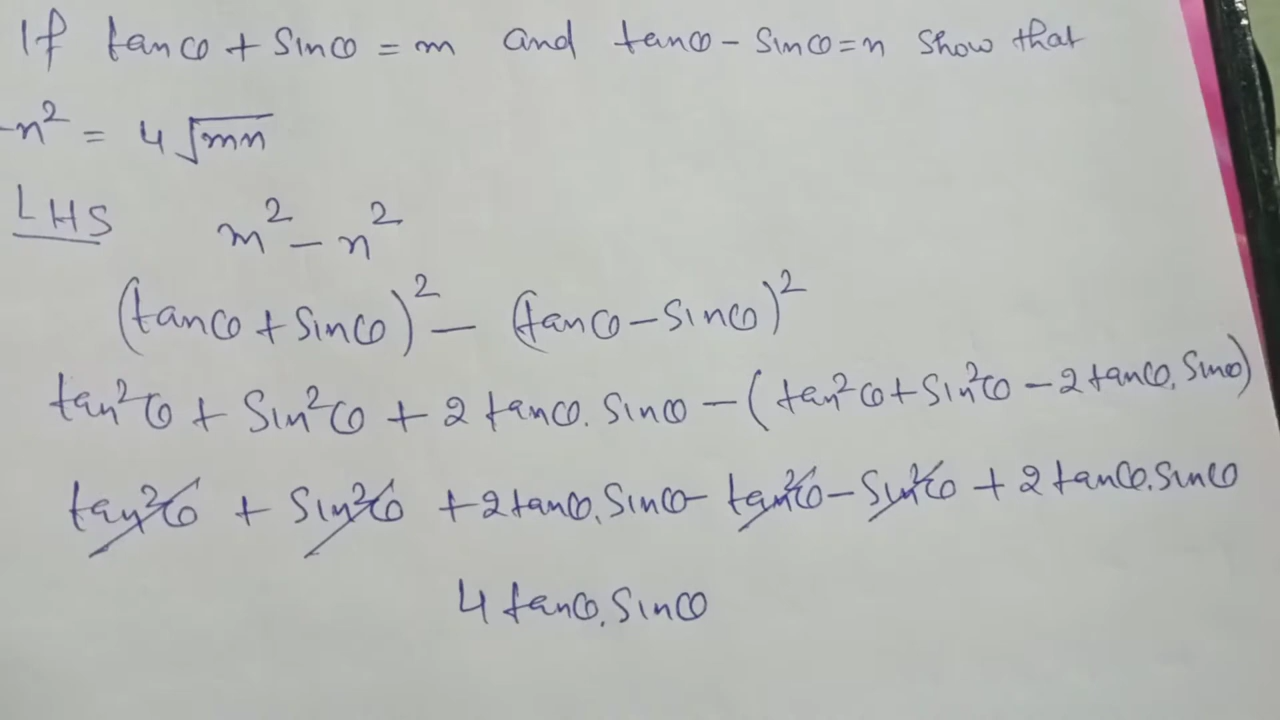 If tanθ + Sinθ = m and tanθ - Sinθ = n Show that
-n² = 4√mn
LHS m² - n²
(tanθ + Sinθ)² - (tanθ - Sinθ)²
tan²θ + Sin²θ + 2 tanθ. Sinθ - (tan²θ + Sin²θ - 2 tanθ. Sinθ)
tan²θ + Sin²θ + 2 tanθ. Sinθ - tan²θ - Sin²θ + 2 tanθ. Sinθ
4 tanθ. Sinθ